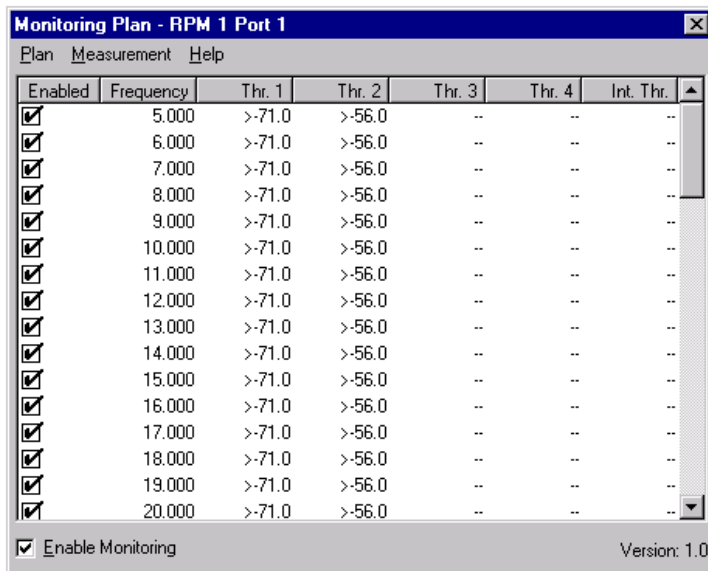 Monitoring Plan - RPM 1 Port 1
Plan Measurement Help
Enabled Frequency Thr. 1 Thr. 2 Thr. 3 Thr. 4 Int. Thr.
5.000 >-71.0 >-56.0 -- -- --
6.000 >-71.0 >-56.0 -- -- --
7.000 >-71.0 >-56.0 -- -- --
8.000 >-71.0 >-56.0 -- -- --
9.000 >-71.0 >-56.0 -- -- --
10.000 >-71.0 >-56.0 -- -- --
11.000 >-71.0 >-56.0 -- -- --
12.000 >-71.0 >-56.0 -- -- --
13.000 >-71.0 >-56.0 -- -- --
14.000 >-71.0 >-56.0 -- -- --
15.000 >-71.0 >-56.0 -- -- --
16.000 >-71.0 >-56.0 -- -- --
17.000 >-71.0 >-56.0 -- -- --
18.000 >-71.0 >-56.0 -- -- --
19.000 >-71.0 >-56.0 -- -- --
20.000 >-71.0 >-56.0 -- -- --
Enable Monitoring Version: 1.0